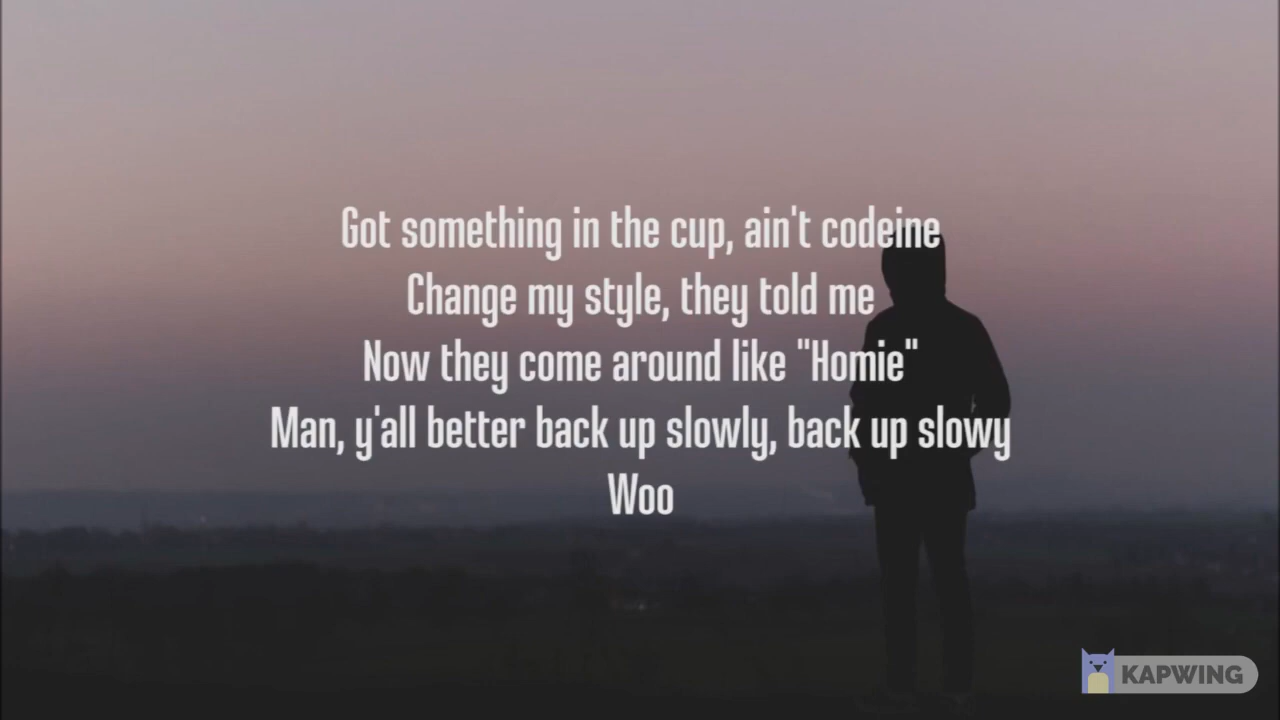 Got something in the cup, ain't codeine
Change my style, they told me
Now they come around like "Homie"
Man, y'all better back up slowly, back up slowy
Woo
KAPWING